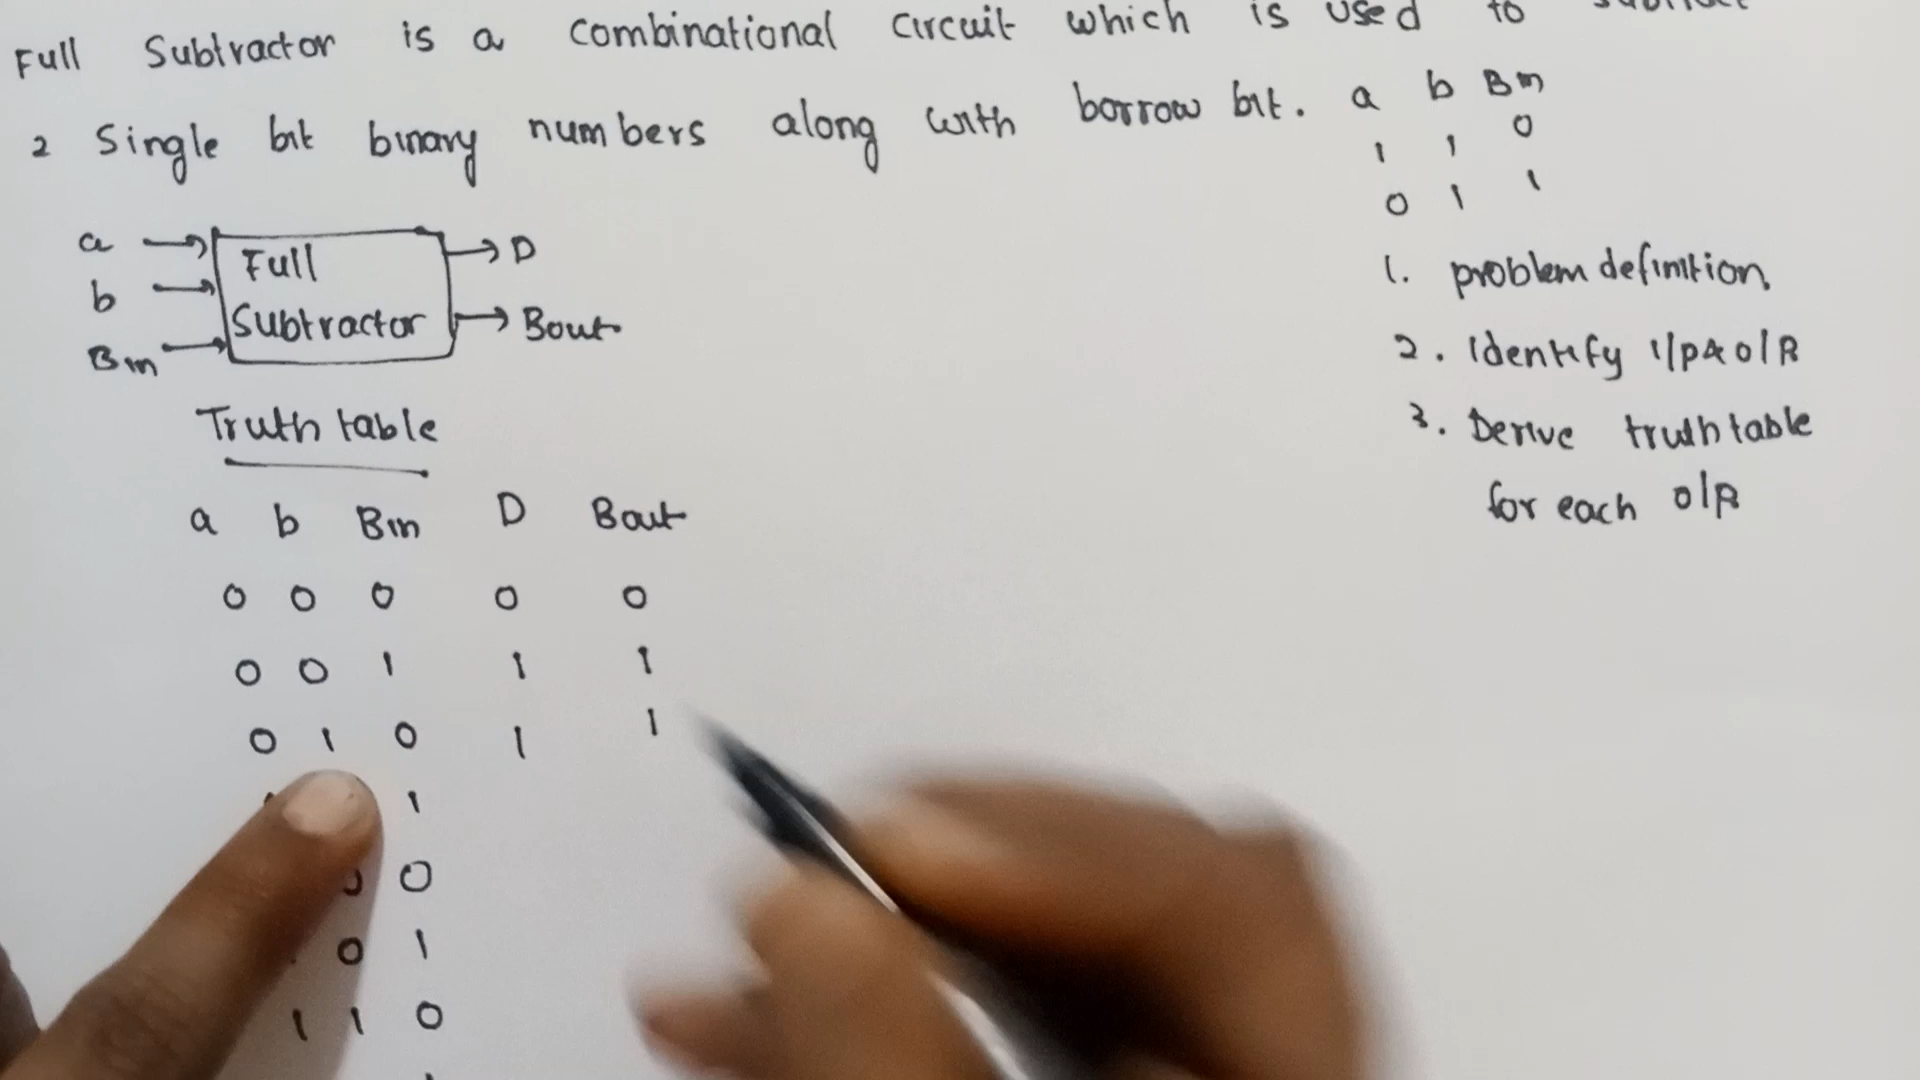 Full Subtractor is a combinational circuit which is used to
2 Single bit binary numbers along with borrow bit.
a b Bin
1 1 0
0 1 1
a
b
Bin
Full
Subtractor
D
Bout
1. problem definition
2. Identify I/P & O/P
3. Derive truth table
for each O/P
Truth table
a b Bin D Bout
0 0 0 0 0
0 0 1 1 1
0 1 0 1 1
1
0
0 1
1 1 0